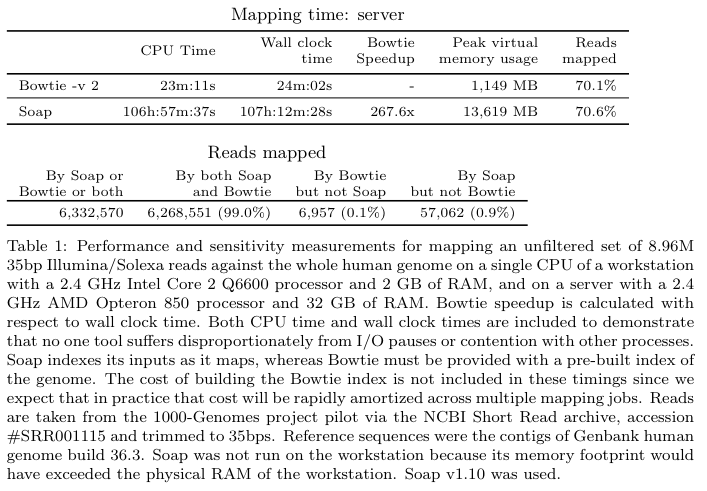 Mapping time: server
CPU Time Wall clock time Bowtie Speedup Peak virtual memory usage Reads mapped
Bowtie -v 2 23m:11s 24m:02s - 1,149 MB 70.1%
Soap 106h:57m:37s 107h:12m:28s 267.6x 13,619 MB 70.6%
Reads mapped
By Soap or Bowtie or both By both Soap and Bowtie By Bowtie but not Soap By Soap but not Bowtie
6,332,570 6,268,551 (99.0%) 6,957 (0.1%) 57,062 (0.9%)
Table 1: Performance and sensitivity measurements for mapping an unfiltered set of 8.96M
35bp Illumina/Solexa reads against the whole human genome on a single CPU of a workstation
with a 2.4 GHz Intel Core 2 Q6600 processor and 2 GB of RAM, and on a server with a 2.4
GHz AMD Opteron 850 processor and 32 GB of RAM. Bowtie speedup is calculated with
respect to wall clock time. Both CPU time and wall clock times are included to demonstrate
that no one tool suffers disproportionately from I/O pauses or contention with other processes.
Soap indexes its inputs as it maps, whereas Bowtie must be provided with a pre-built index of
the genome. The cost of building the Bowtie index is not included in these timings since we
expect that in practice that cost will be rapidly amortized across multiple mapping jobs. Reads
are taken from the 1000-Genomes project pilot via the NCBI Short Read archive, accession
#SRR001115 and trimmed to 35bps. Reference sequences were the contigs of Genbank human
genome build 36.3. Soap was not run on the workstation because its memory footprint would
have exceeded the physical RAM of the workstation. Soap v1.10 was used.